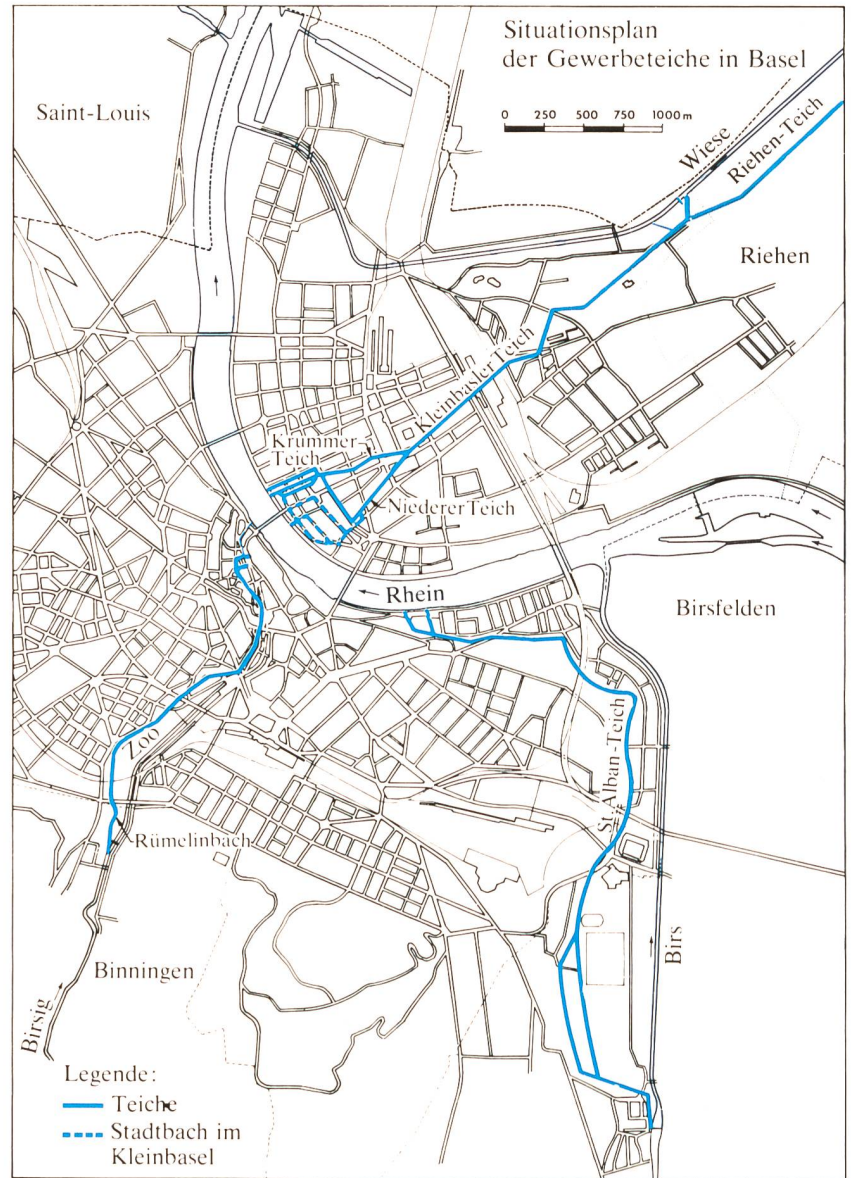 Situationsplan
der Gewerbeteiche in Basel
0 250 500 750 1000 m
Saint-Louis
Wiese
Riehen-Teich
Riehen
Kleinbasler Teich
Krummer-
Teich
Niederer Teich
Rhein
Birsfelden
Zoo
St. Alban-Teich
Rümelinbach
Birs
Binningen
Birsig
Legende:
Teiche
Stadtbach im
Kleinbasel